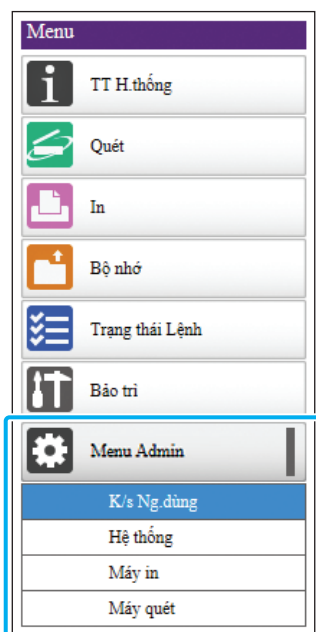 Menu
TT H.thống
Quét
In
Bộ nhớ
Trạng thái Lệnh
Bảo trì
Menu Admin
K/s Ng.dùng
Hệ thống
Máy in
Máy quét